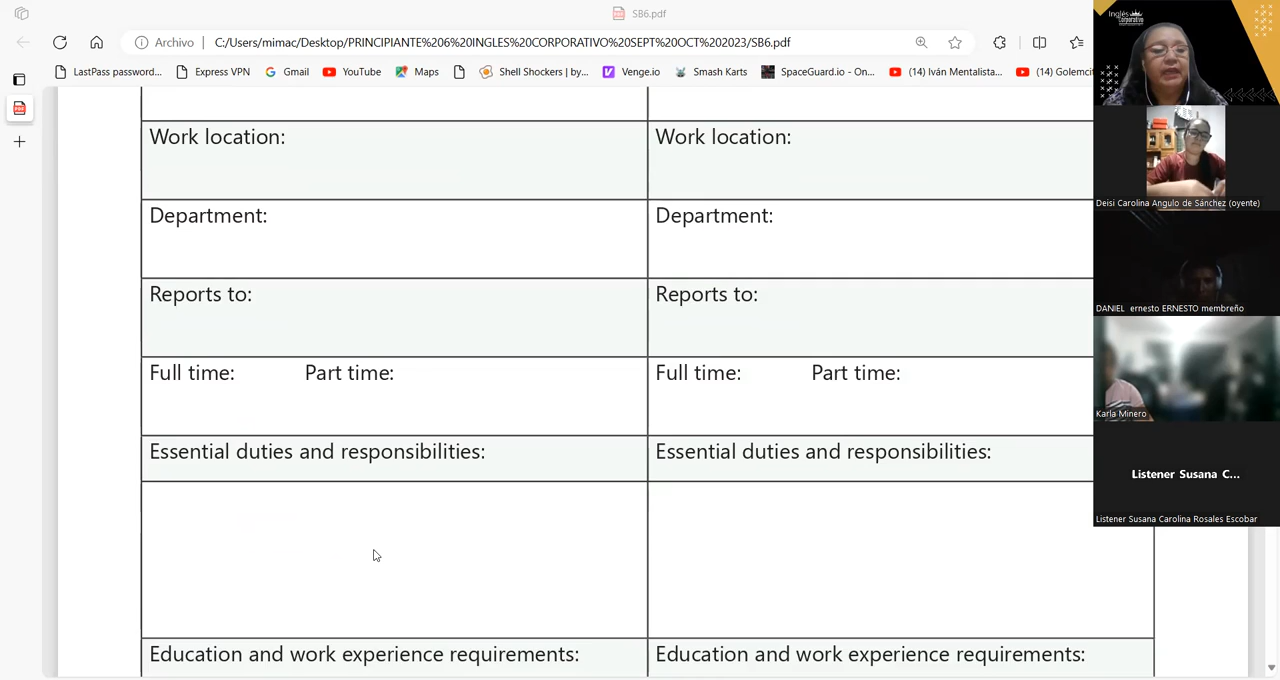 SB6.pdf
Archivo
C:/Users/mimac/Desktop/PRINCIPIANTE%206%20INGLES%20CORPORATIVO%20SEPT%20OCT%202023/SB6.pdf
LastPass password...
Express VPN
Gmail
YouTube
Maps
Shell Shockers | by...
Venge.io
Smash Karts
SpaceGuard.io - On...
(14) Iván Mentalista...
(14) Golemcit
Work location:
Work location:
Department:
Department:
Reports to:
Reports to:
Full time: Part time:
Full time: Part time:
Essential duties and responsibilities:
Essential duties and responsibilities:
Education and work experience requirements:
Education and work experience requirements:
Inglés
Corporativo
Deisi Carolina Angulo de Sánchez (oyente)
DANIEL ernesto ERNESTO membreño
Karla Minero
Listener Susana C...
Listener Susana Carolina Rosales Escobar